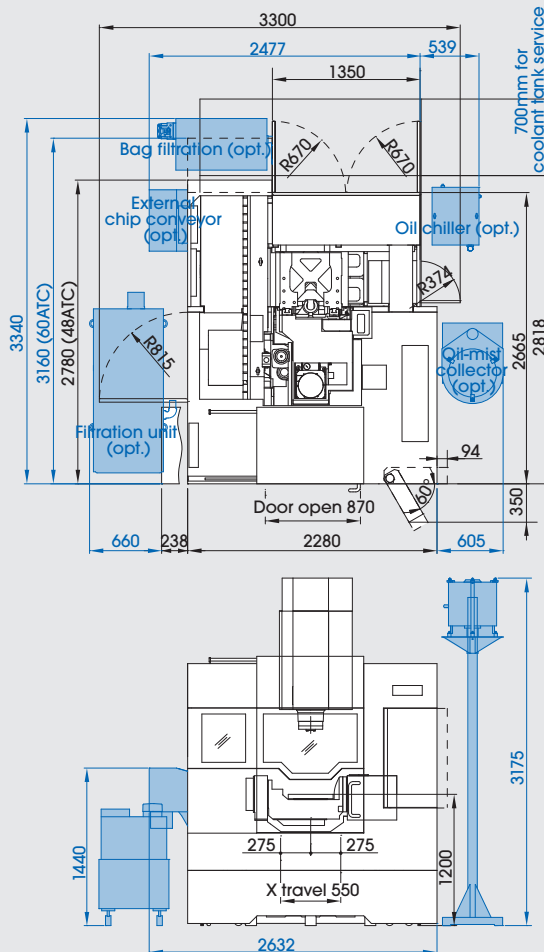 3300
2477
539
1350
700mm for
coolant tank service
Bag filtration (opt.)
R670
R670
External
chip conveyor
(opt.)
Oil chiller (opt.)
R374
3340
3160 (60ATC)
2780 (48ATC)
R815
2665
2818
Oil-mist
collector
(opt.)
Filtration unit
(opt.)
94
60°
350
Door open 870
660
238
2280
605
3175
1440
275
275
1200
X travel 550
2632